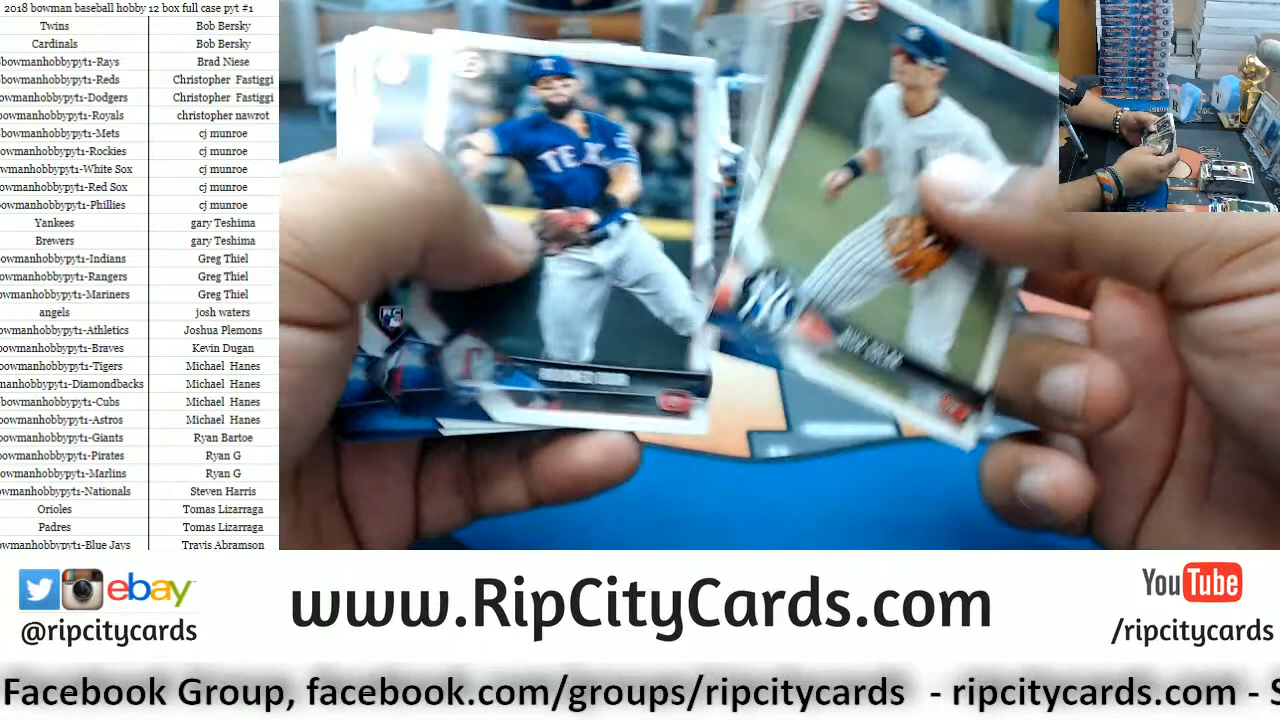 2018 bowman baseball hobby 12 box full case pyt #1
Twins Bob Bersky
Cardinals Bob Bersky
bowmanhobbypyt1-Rays Brad Niese
owmanhobbypyt1-Reds Christopher Fastiggi
owmanhobbypyt1-Dodgers Christopher Fastiggi
owmanhobbypyt1-Royals christopher nawrot
owmanhobbypyt1-Mets cj munroe
owmanhobbypyt1-Rockies cj munroe
wmanhobbypyt1-White Sox cj munroe
wmanhobbypyt1-Red Sox cj munroe
owmanhobbypyt1-Phillies cj munroe
Yankees gary Teshima
Brewers gary Teshima
owmanhobbypyt1-Indians Greg Thiel
owmanhobbypyt1-Rangers Greg Thiel
owmanhobbypyt1-Mariners Greg Thiel
angels josh waters
owmanhobbypyt1-Athletics Joshua Plemons
owmanhobbypyt1-Braves Kevin Dugan
owmanhobbypyt1-Tigers Michael Hanes
manhobbypyt1-Diamondbacks Michael Hanes
bowmanhobbypyt1-Cubs Michael Hanes
owmanhobbypyt1-Astros Michael Hanes
owmanhobbypyt1-Giants Ryan Bartoe
owmanhobbypyt1-Pirates Ryan G
owmanhobbypyt1-Marlins Ryan G
wmanhobbypyt1-Nationals Steven Harris
Orioles Tomas Lizarraga
Padres Tomas Lizarraga
owmanhobbypyt1-Blue Jays Travis Abramson
TEX
RC
ebay
@ripcitycards
www.RipCityCards.com
YouTube
/ripcitycards
Facebook Group, facebook.com/groups/ripcitycards - ripcitycards.com - S